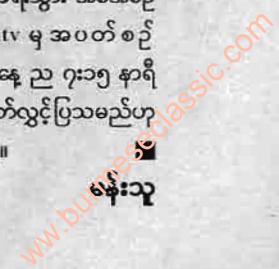 tv မှ အပတ်စဉ်
နေ့ ည ၇:၁၅ နာရီ
လွှင့်ပြသမည်ဟု
။
မန်းသူ
www.burmeseclassic.com